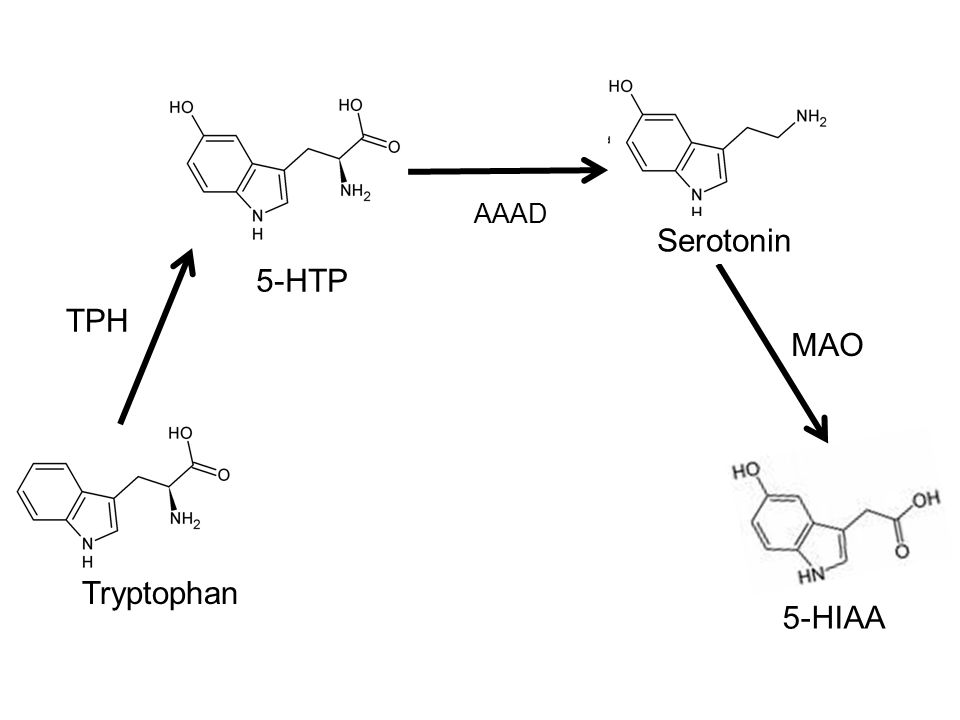 HO
HO
O
NH2
N
H
5-HTP
AAAD
HO
NH2
N
H
Serotonin
TPH
MAO
HO
O
NH2
N
H
Tryptophan
HO
OH
O
HN
5-HIAA